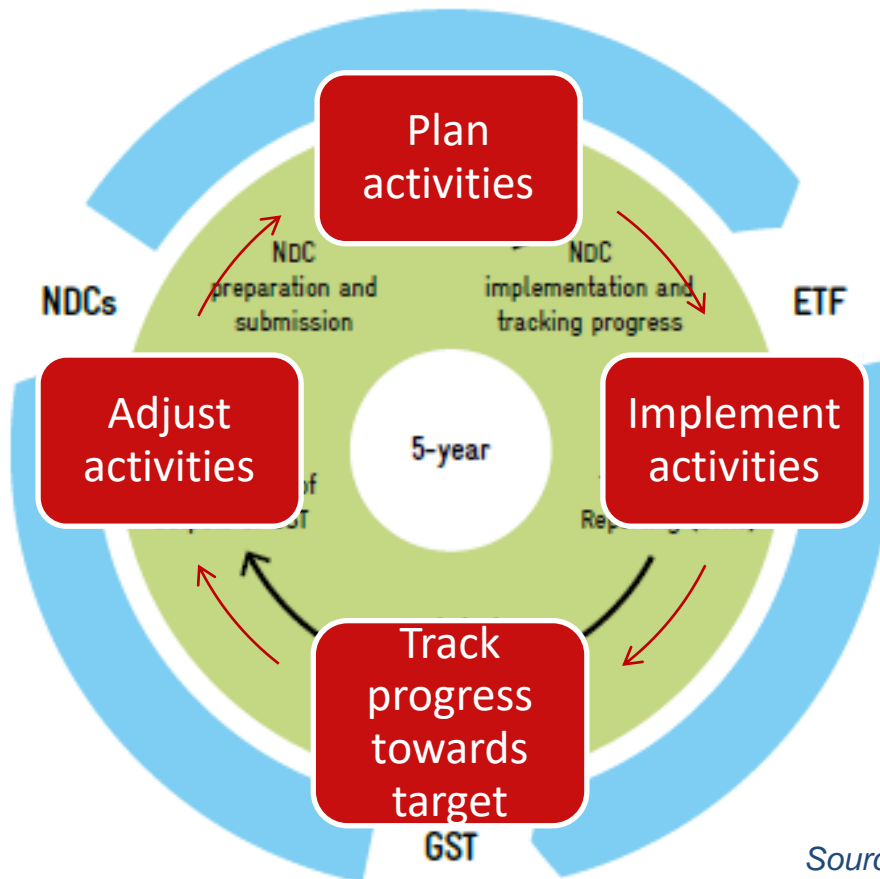 Plan
activities
NDC
preparation and
submission
NDC
implementation and
tracking progress
NDCs
ETF
Adjust
activities
5-year
Implement
activities
of
Track
progress
towards
target
GST